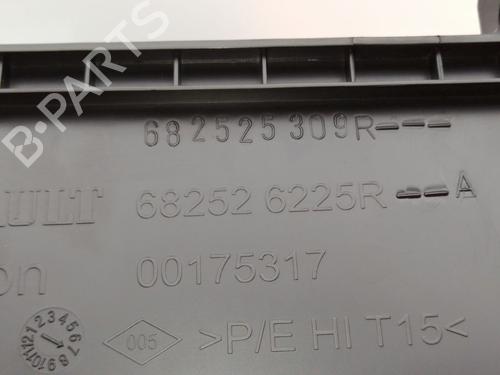 B-PARTS
682525309R---
ULT 682526225R--A
on 00175317
1 2 3 4 5 6 7 8 9 10 11 12
005 >P/E HI T15<